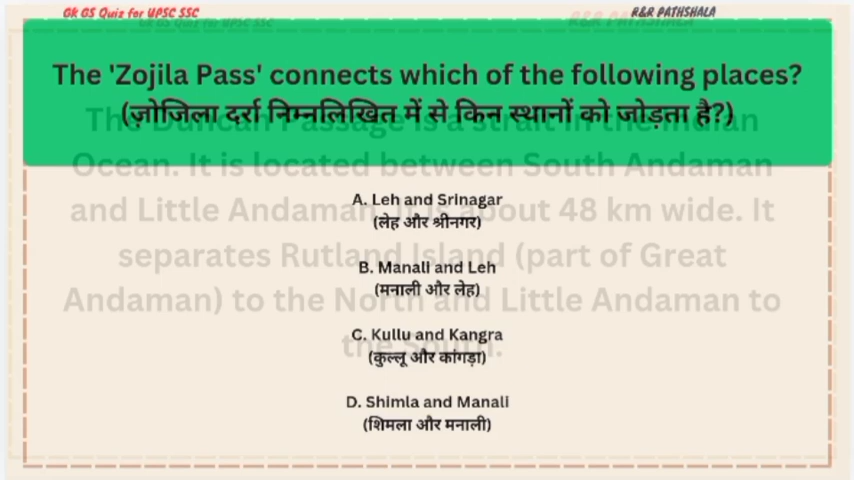 GK GS Quiz for UPSC SSC
R&R PATHSHALA
The 'Zojila Pass' connects which of the following places?
(ज़ोजिला दर्रा निम्नलिखित में से किन स्थानों को जोड़ता है?)
The Duncan Passage is a strait in the Indian
Ocean. It is located between South Andaman
and Little Andaman. It is about 48 km wide. It
separates Rutland Island (part of Great
Andaman) to the North and Little Andaman to
the South.
A. Leh and Srinagar
(लेह और श्रीनगर)
B. Manali and Leh
(मनाली और लेह)
C. Kullu and Kangra
(कुल्लू और कांगड़ा)
D. Shimla and Manali
(शिमला और मनाली)